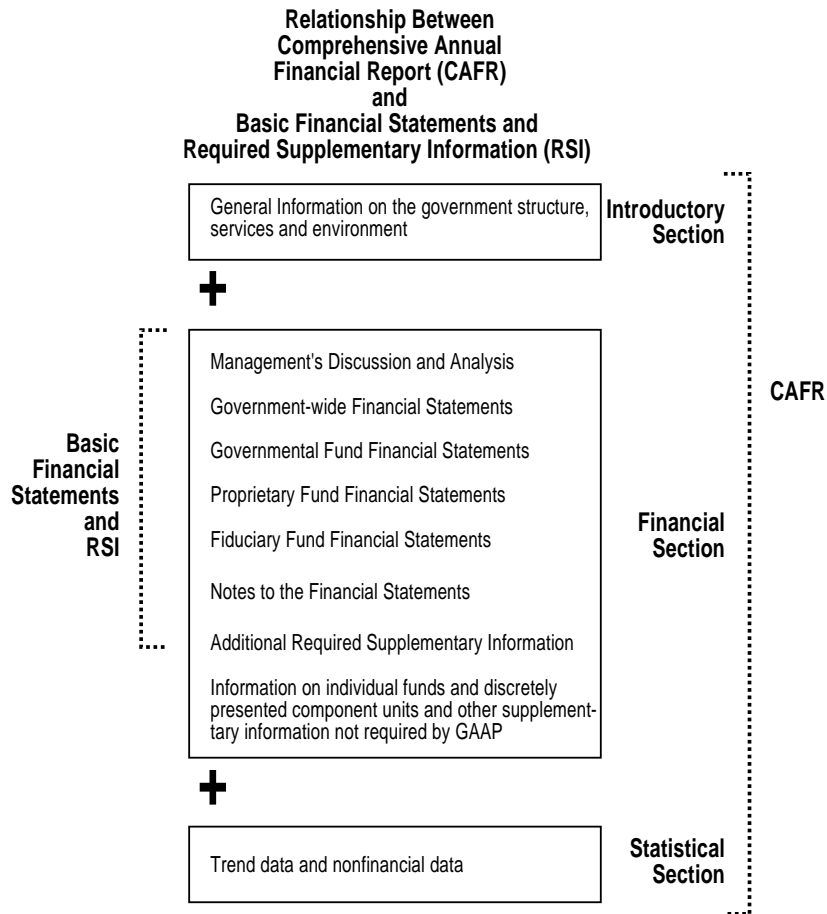 Relationship Between
Comprehensive Annual
Financial Report (CAFR)
and
Basic Financial Statements and
Required Supplementary Information (RSI)
General Information on the government structure,
services and environment
Introductory
Section
+
Management's Discussion and Analysis
Government-wide Financial Statements
Governmental Fund Financial Statements
Proprietary Fund Financial Statements
Fiduciary Fund Financial Statements
Notes to the Financial Statements
Additional Required Supplementary Information
Information on individual funds and discretely
presented component units and other supplemen-
tary information not required by GAAP
Basic
Financial
Statements
and
RSI
Financial
Section
CAFR
+
Trend data and nonfinancial data
Statistical
Section